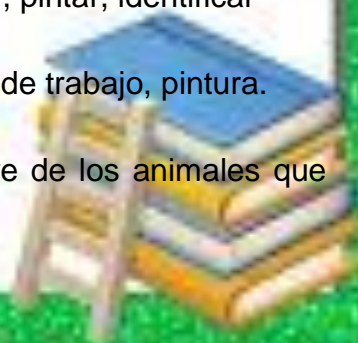 , pintar, identificar
de trabajo, pintura.
e de los animales que